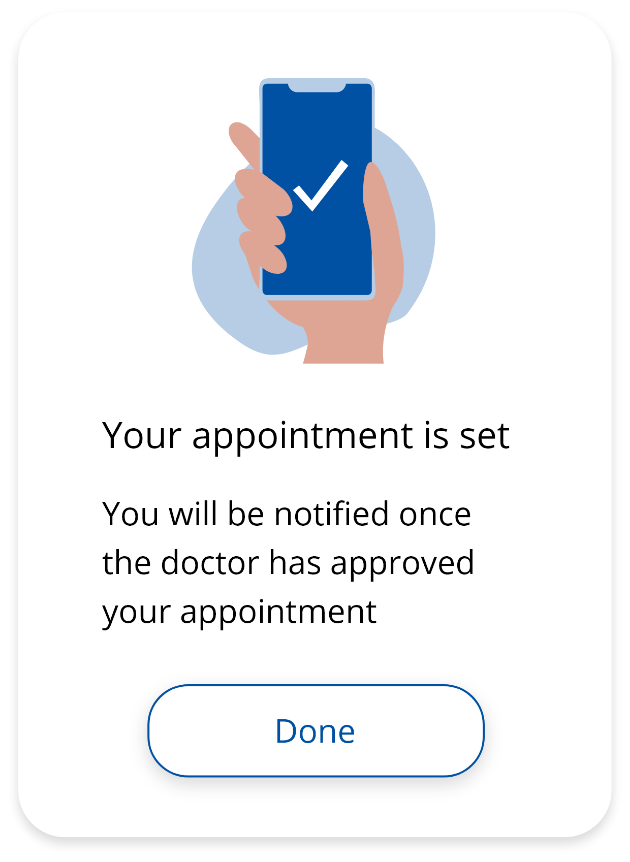 Your appointment is set
You will be notified once
the doctor has approved
your appointment
Done